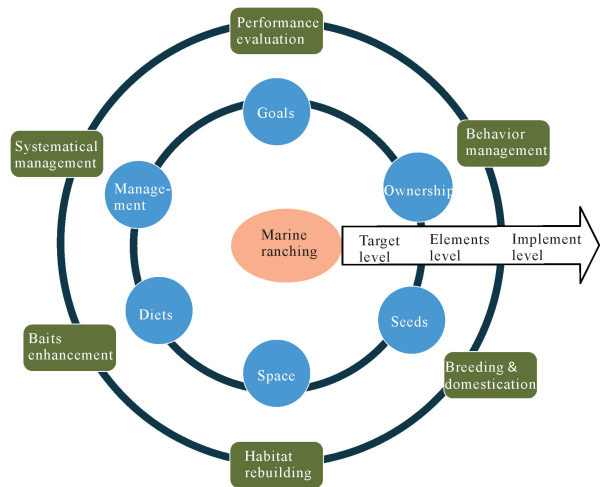 Performance
evaluation
Goals
Systematical
management
Behavior
management
Manage-
ment
Ownership
Marine
ranching
Target
level
Elements
level
Implement
level
Diets
Seeds
Baits
enhancement
Space
Breeding &
domestication
Habitat
rebuilding